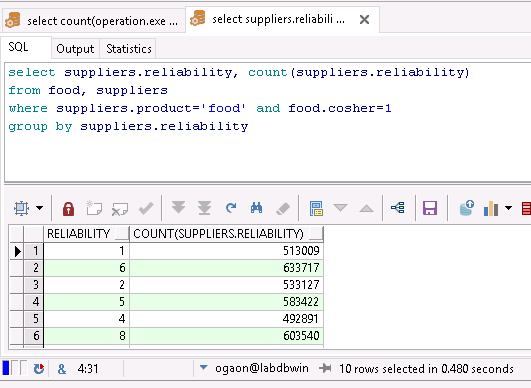 select count(operation.exe ...
select suppliers.reliabili ...
SQL
Output
Statistics
select suppliers.reliability, count(suppliers.reliability)
from food, suppliers
where suppliers.product='food' and food.cosher=1
group by suppliers.reliability
RELIABILITY COUNT(SUPPLIERS.RELIABILITY)
1 1 513009
2 6 633717
3 2 533127
4 5 583422
5 4 492891
6 8 603540
& 4:31 ogaon@labdbwin 10 rows selected in 0.480 seconds